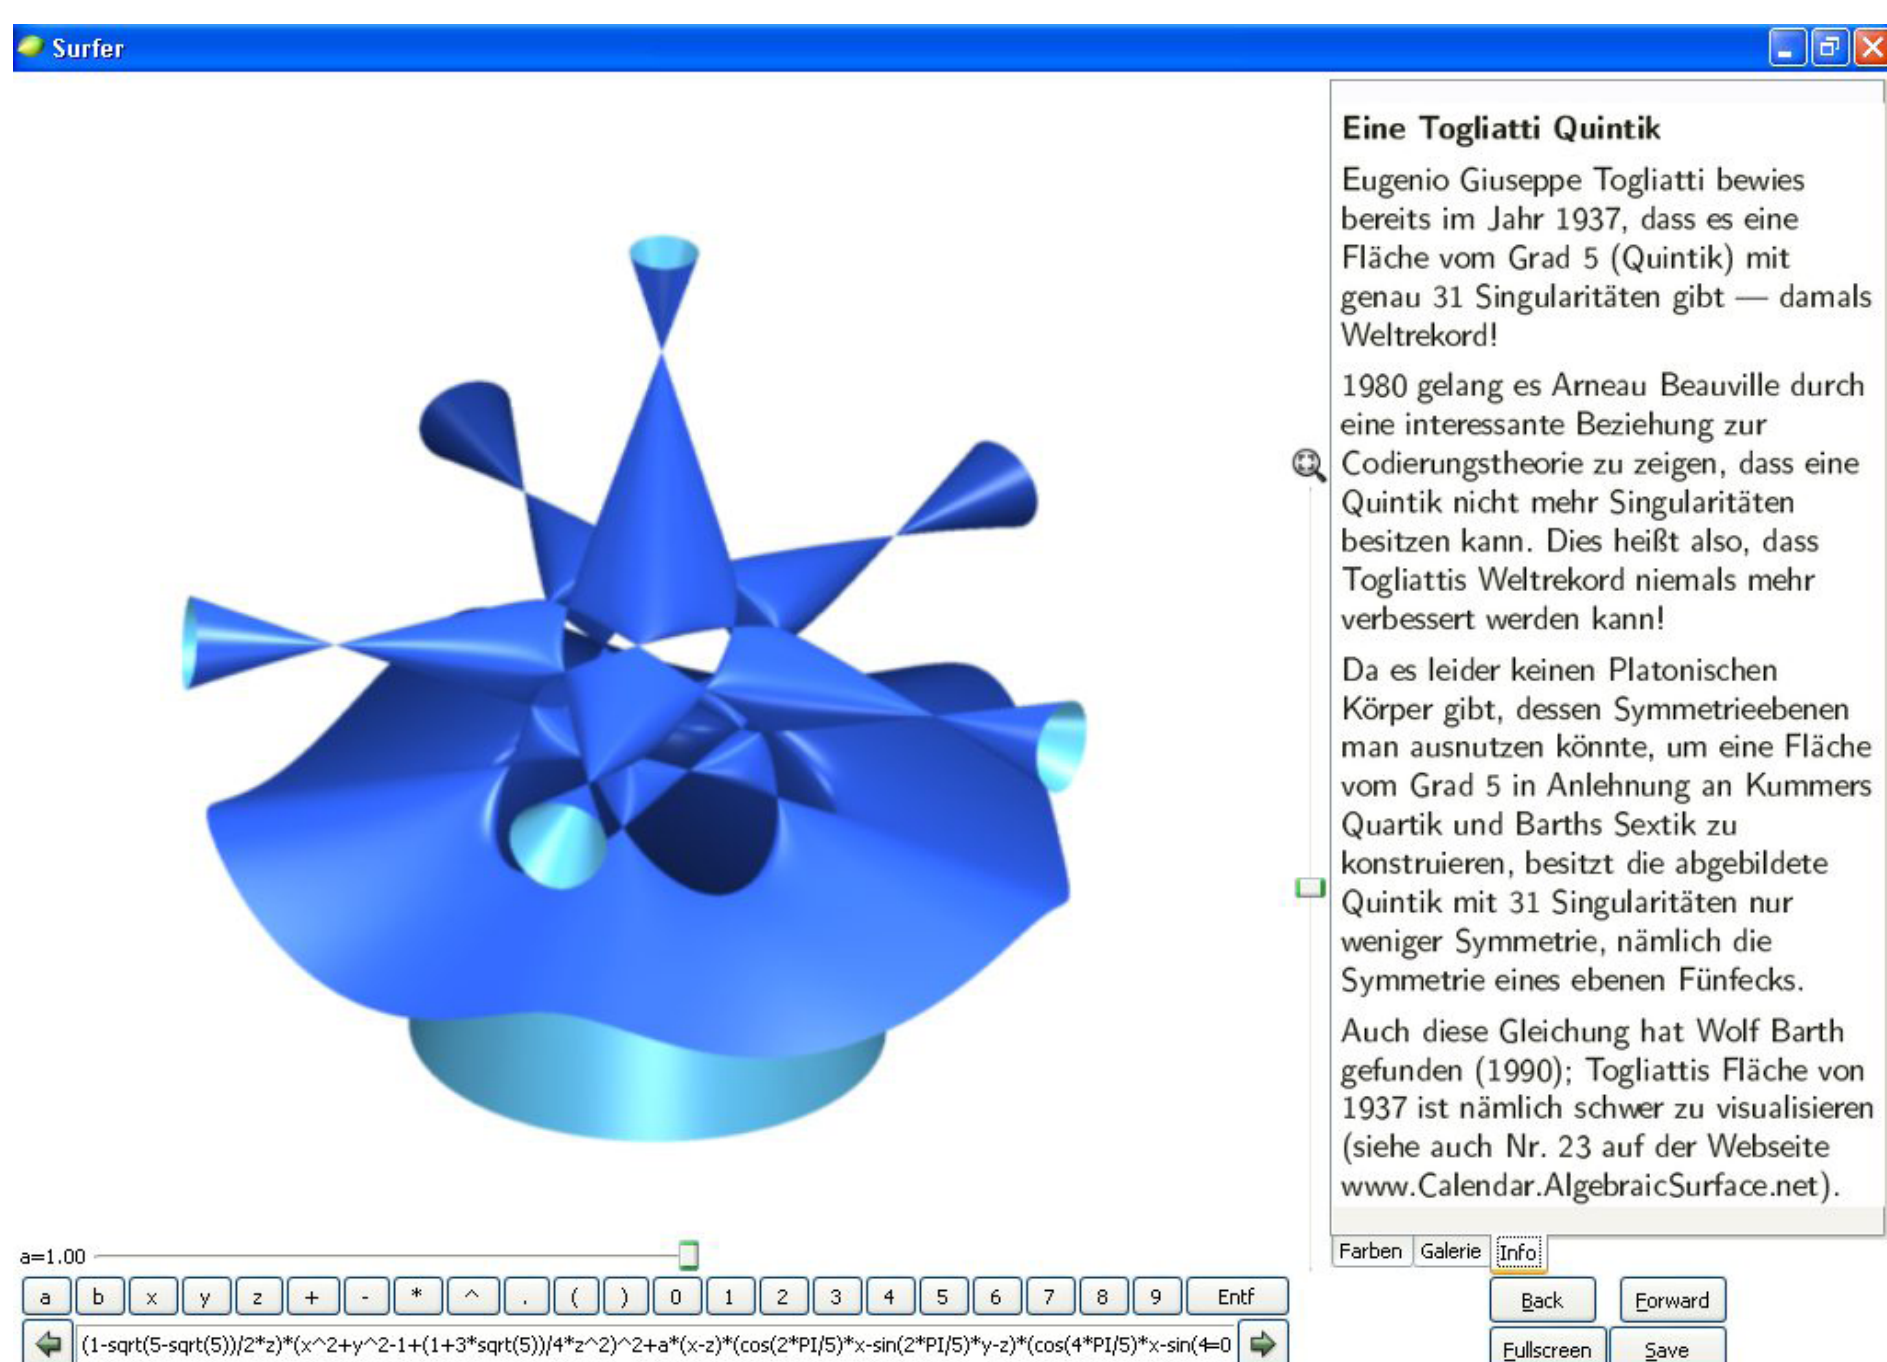 Surfer
Eine Togliatti Quintik
Eugenio Giuseppe Togliatti bewies
bereits im Jahr 1937, dass es eine
Fläche vom Grad 5 (Quintik) mit
genau 31 Singularitäten gibt — damals
Weltrekord!
1980 gelang es Arneau Beauville durch
eine interessante Beziehung zur
Codierungstheorie zu zeigen, dass eine
Quintik nicht mehr Singularitäten
besitzen kann. Dies heißt also, dass
Togliattis Weltrekord niemals mehr
verbessert werden kann!
Da es leider keinen Platonischen
Körper gibt, dessen Symmetrieebenen
man ausnutzen könnte, um eine Fläche
vom Grad 5 in Anlehnung an Kummers
Quartik und Barths Sextik zu
konstruieren, besitzt die abgebildete
Quintik mit 31 Singularitäten nur
weniger Symmetrie, nämlich die
Symmetrie eines ebenen Fünfecks.
Auch diese Gleichung hat Wolf Barth
gefunden (1990); Togliattis Fläche von
1937 ist nämlich schwer zu visualisieren
(siehe auch Nr. 23 auf der Webseite
www.Calendar.AlgebraicSurface.net).
Farben Galerie Info
a=1.00
a b x y z + - * ^ . ( ) 0 1 2 3 4 5 6 7 8 9 Entf
(1-sqrt(5-sqrt(5))/2*z)*(x^2+y^2-1+(1+3*sqrt(5))/4*z^2)^2+a*(x-z)*(cos(2*PI/5)*x-sin(2*PI/5)*y-z)*(cos(4*PI/5)*x-sin(4=0
Back Forward
Fullscreen Save